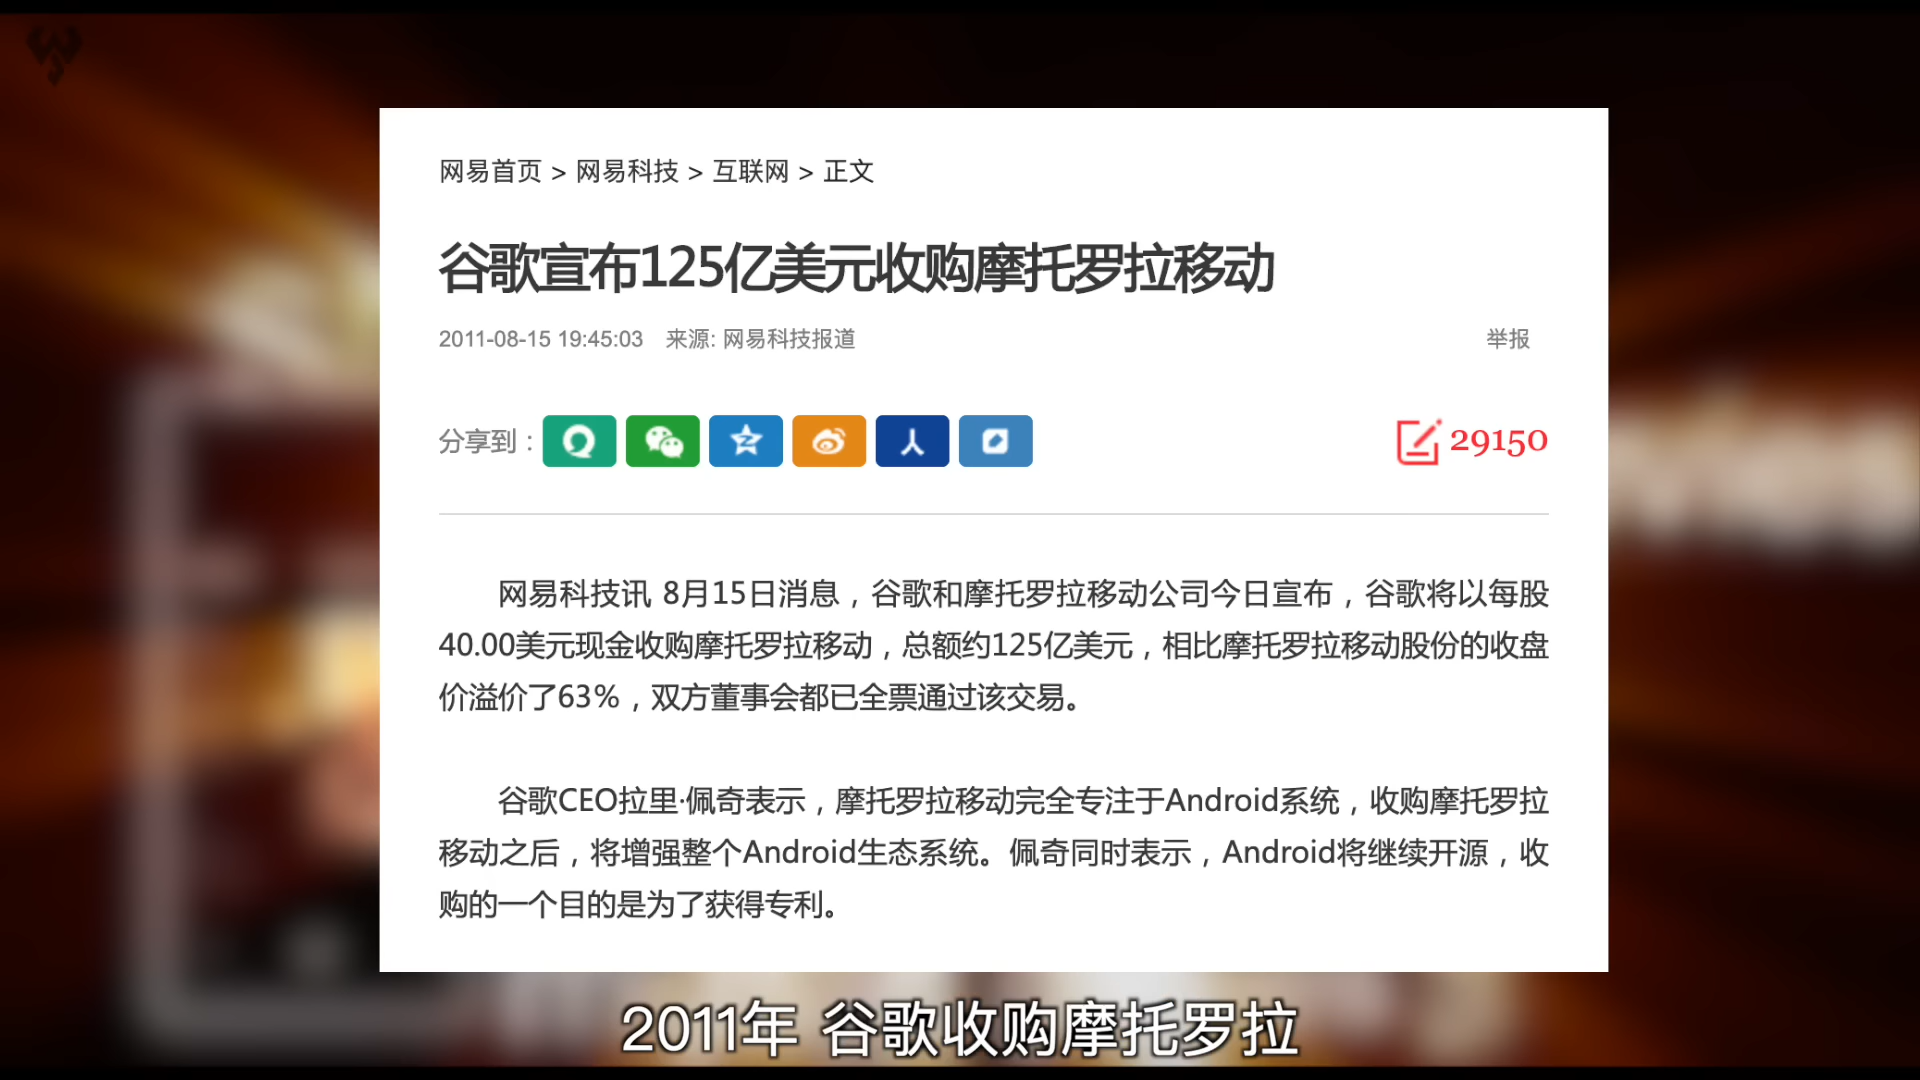 网易首页 > 网易科技 > 互联网 > 正文
谷歌宣布125亿美元收购摩托罗拉移动
2011-08-15 19:45:03 来源: 网易科技报道 举报
分享到： 29150
网易科技讯 8月15日消息，谷歌和摩托罗拉移动公司今日宣布，谷歌将以每股
40.00美元现金收购摩托罗拉移动，总额约125亿美元，相比摩托罗拉移动股份的收盘
价溢价了63%，双方董事会都已全票通过该交易。
谷歌CEO拉里·佩奇表示，摩托罗拉移动完全专注于Android系统，收购摩托罗拉
移动之后，将增强整个Android生态系统。佩奇同时表示，Android将继续开源，收
购的一个目的是为了获得专利。
2011年 谷歌收购摩托罗拉